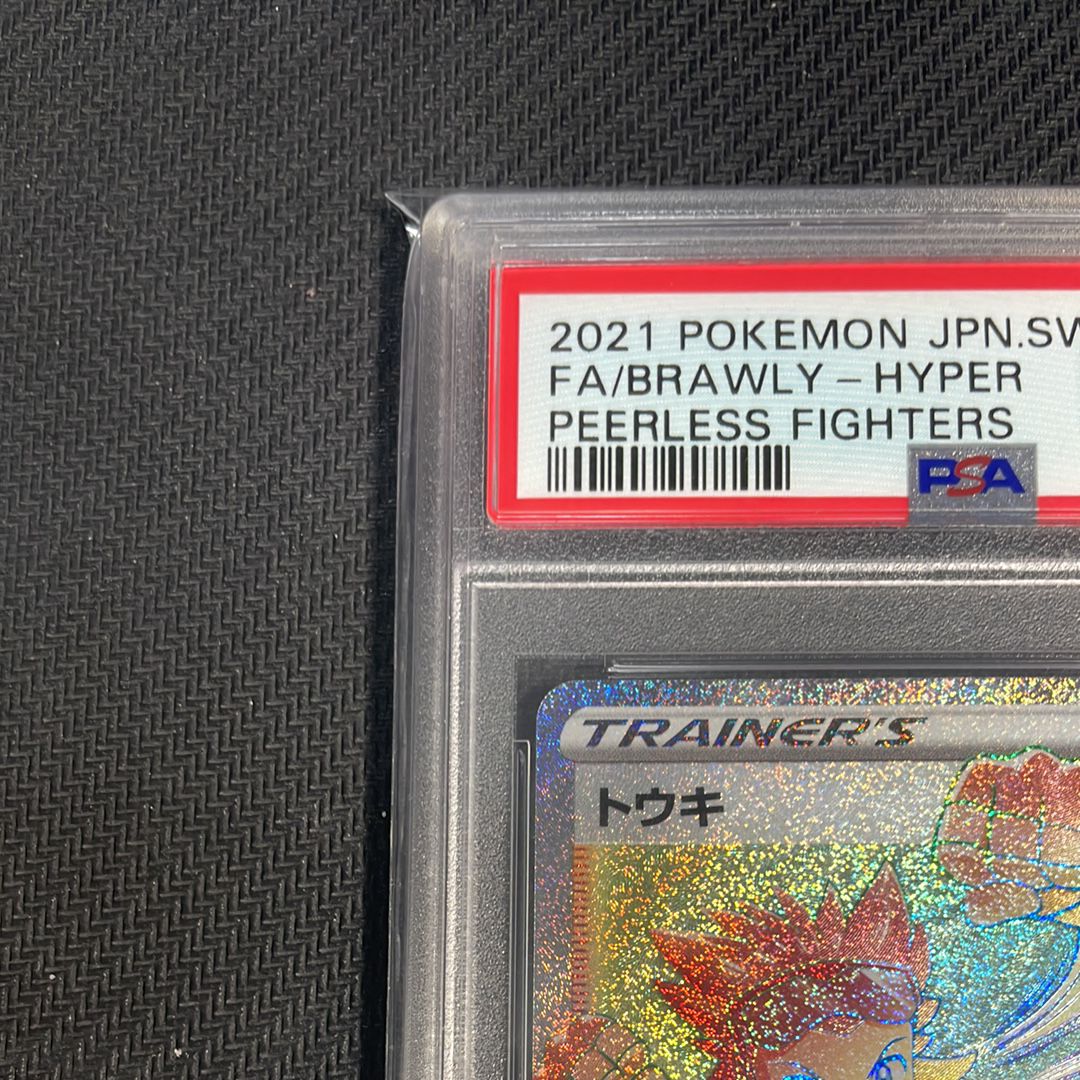 2021 POKEMON JPN.SW
FA/BRAWLY - HYPER
PEERLESS FIGHTERS
PSA
TRAINER'S
トウキ